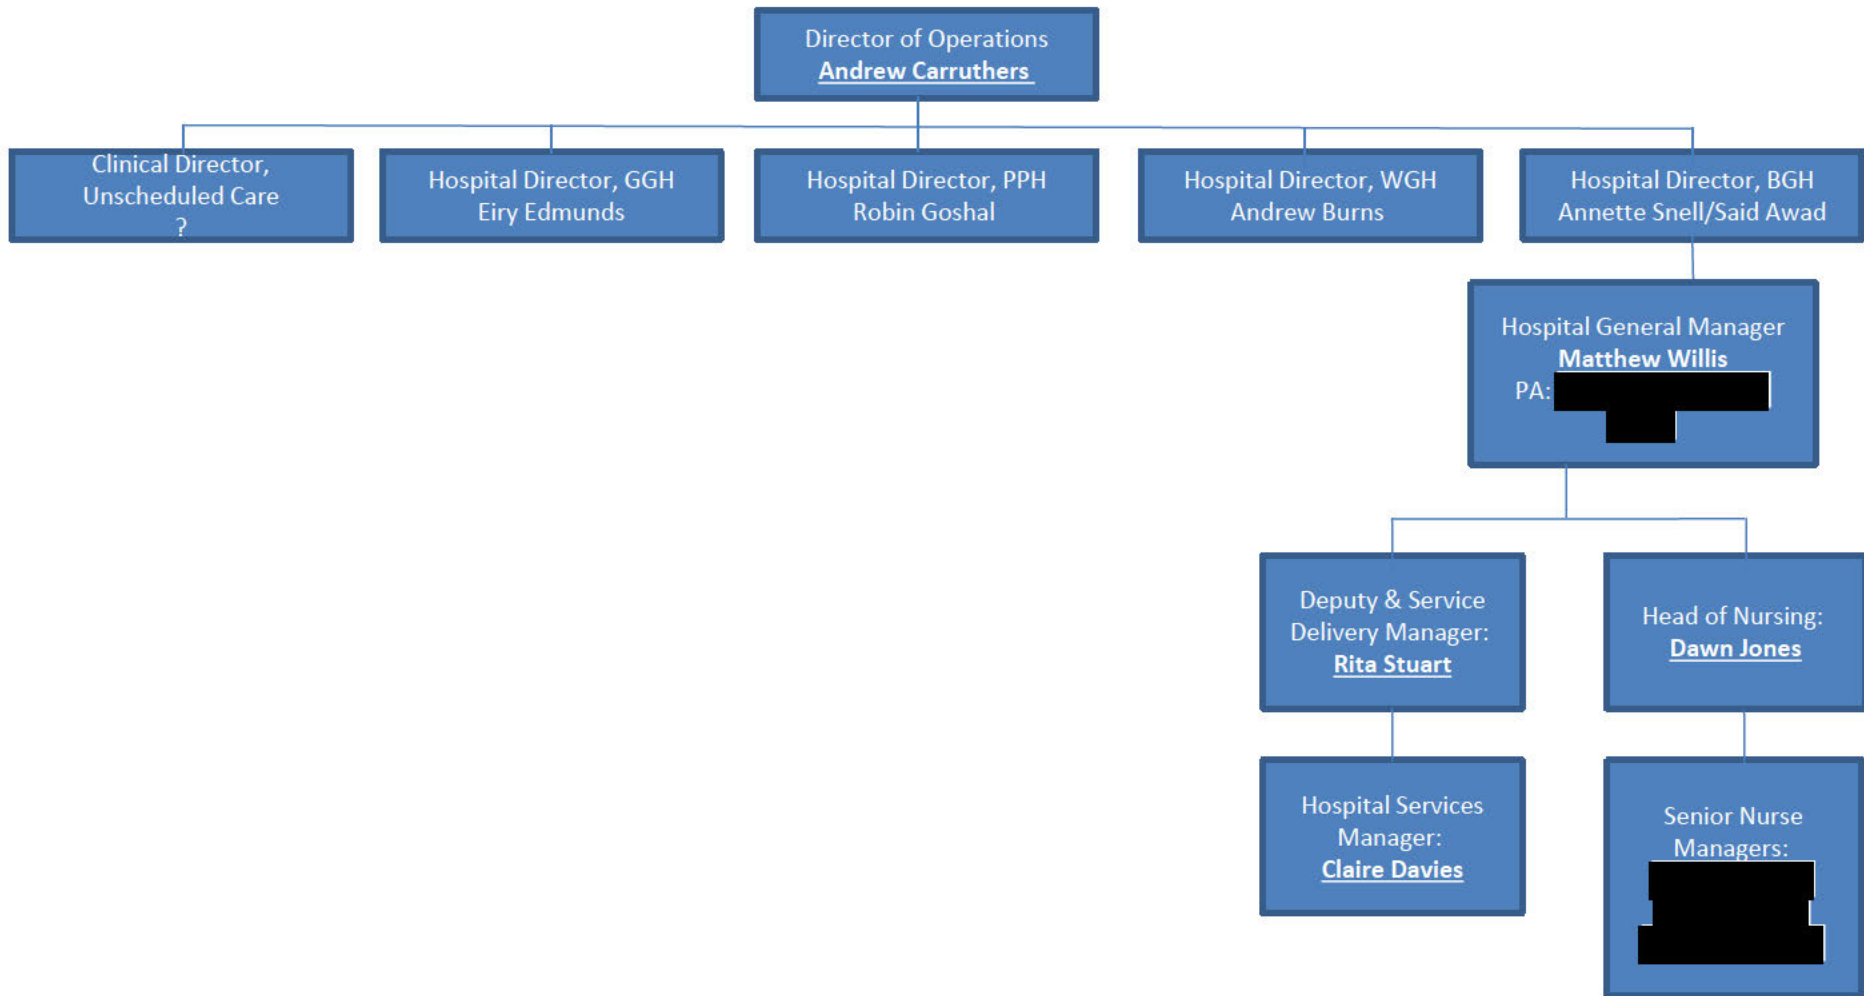 Director of Operations
Andrew Carruthers
Clinical Director,
Unscheduled Care
?
Hospital Director, GGH
Eiry Edmunds
Hospital Director, PPH
Robin Goshal
Hospital Director, WGH
Andrew Burns
Hospital Director, BGH
Annette Snell/Said Awad
Hospital General Manager
Matthew Willis
PA:
Deputy & Service
Delivery Manager:
Rita Stuart
Head of Nursing:
Dawn Jones
Hospital Services
Manager:
Claire Davies
Senior Nurse
Managers: